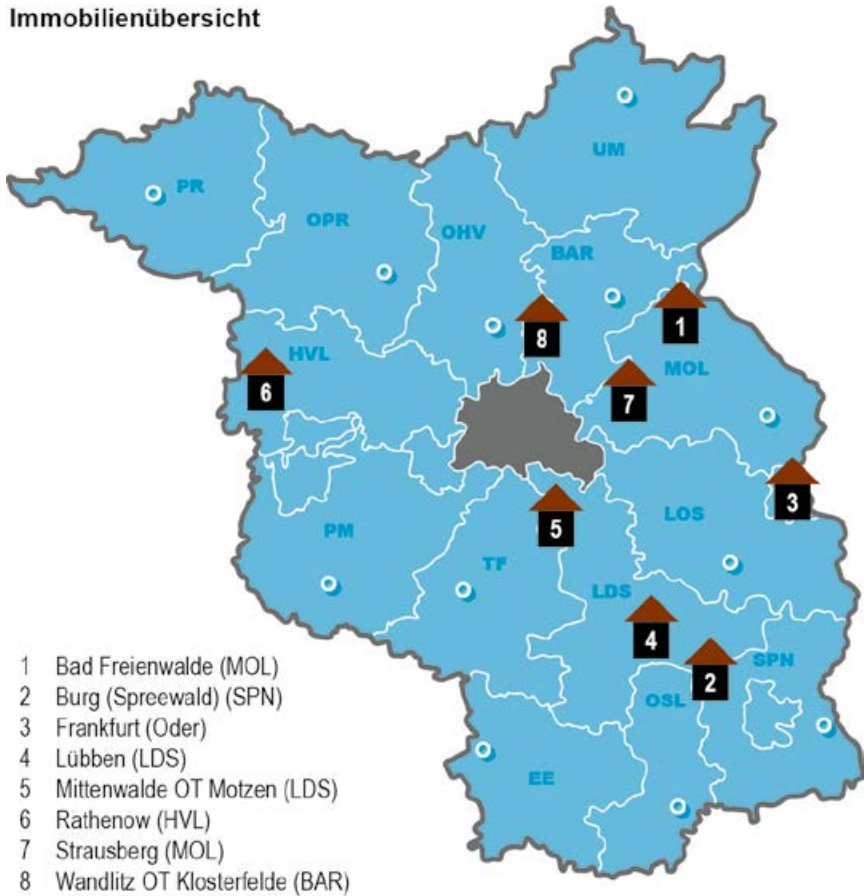 Immobilienübersicht
UM
PR
OPR
OHV
BAR
1
8
HVL
MOL
6
7
3
LOS
5
PM
TF
LDS
4
SPN
2
OSL
EE
1 Bad Freienwalde (MOL)
2 Burg (Spreewald) (SPN)
3 Frankfurt (Oder)
4 Lübben (LDS)
5 Mittenwalde OT Motzen (LDS)
6 Rathenow (HVL)
7 Strausberg (MOL)
8 Wandlitz OT Klosterfelde (BAR)